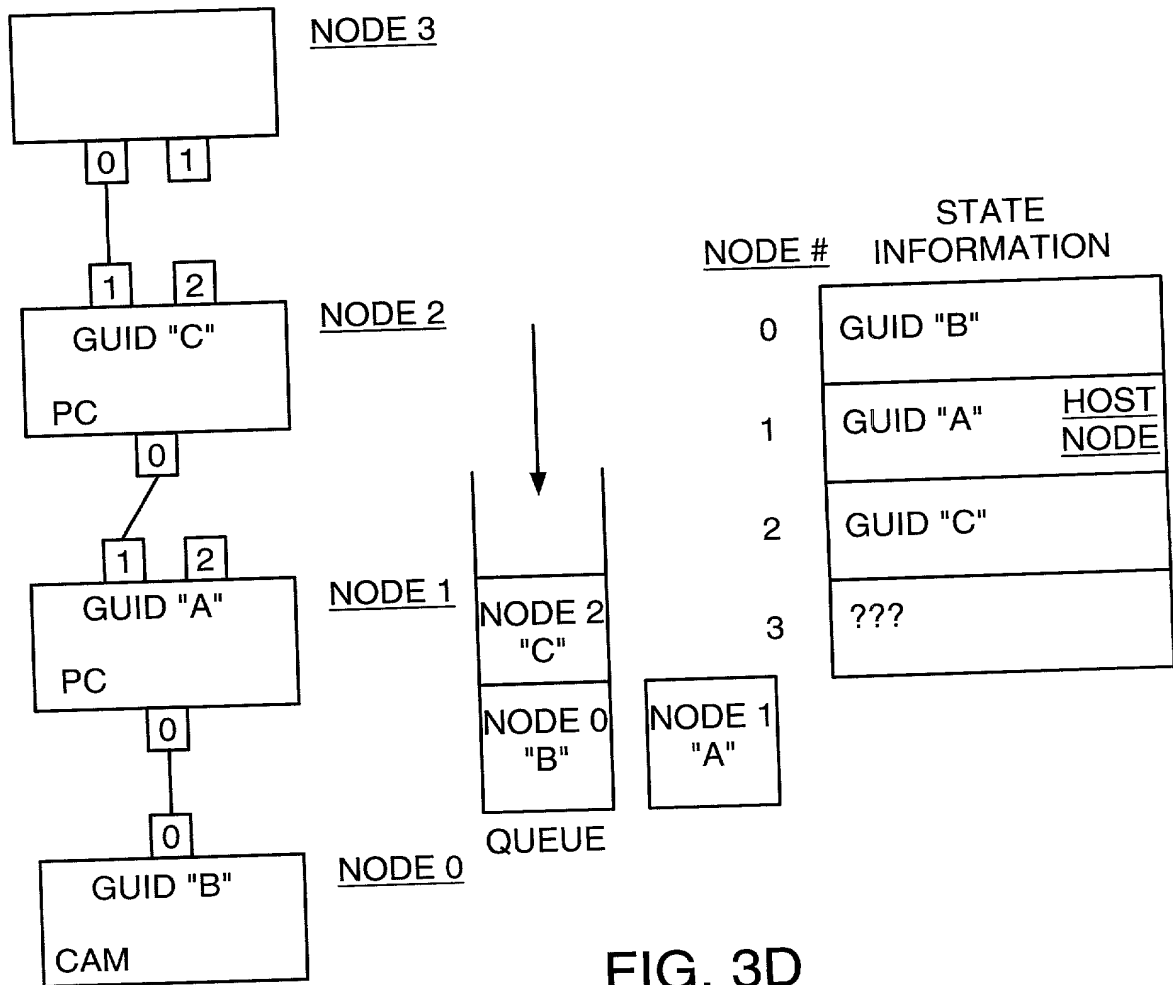 NODE 3
0 1
1 2
GUID "C"
NODE 2
PC
0
1 2
GUID "A"
NODE 1
PC
0
0
GUID "B"
NODE 0
CAM
NODE 2
"C"
NODE 0
"B"
QUEUE
NODE 1
"A"
NODE #
STATE
INFORMATION
0 GUID "B"
1 GUID "A" HOST
NODE
2 GUID "C"
3 ???
FIG. 3D